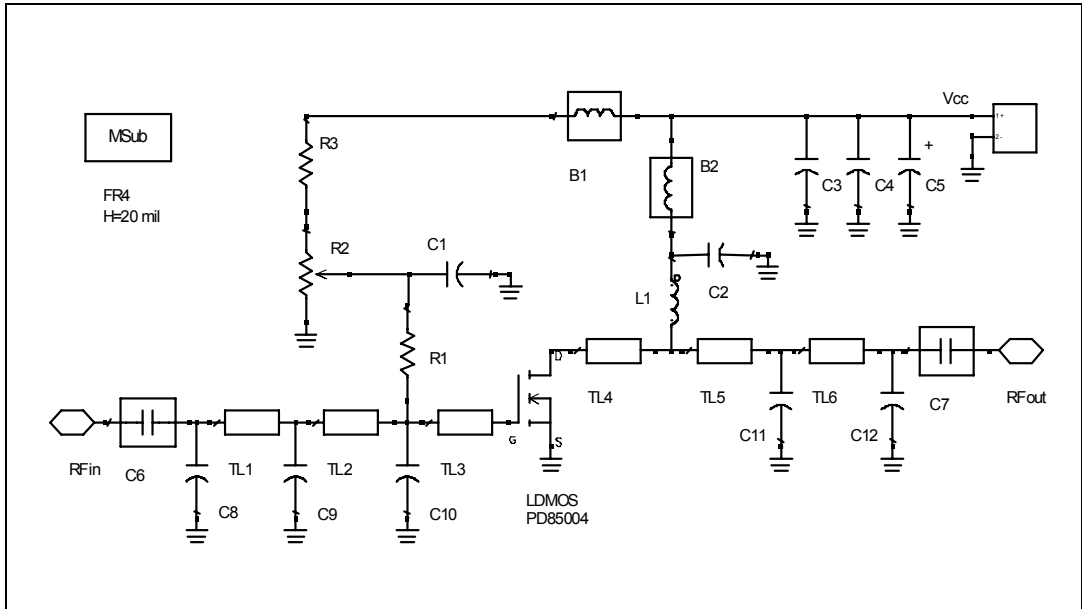 Vcc
1+
2-
MSub
FR4
H=20 mil
R3
B1
B2
C3
C4
C5
+
R2
C1
C2
L1
R1
D
G
S
TL4
TL5
TL6
C7
RFout
C11
C12
RFin
C6
TL1
TL2
TL3
C8
C9
C10
LDMOS
PD85004